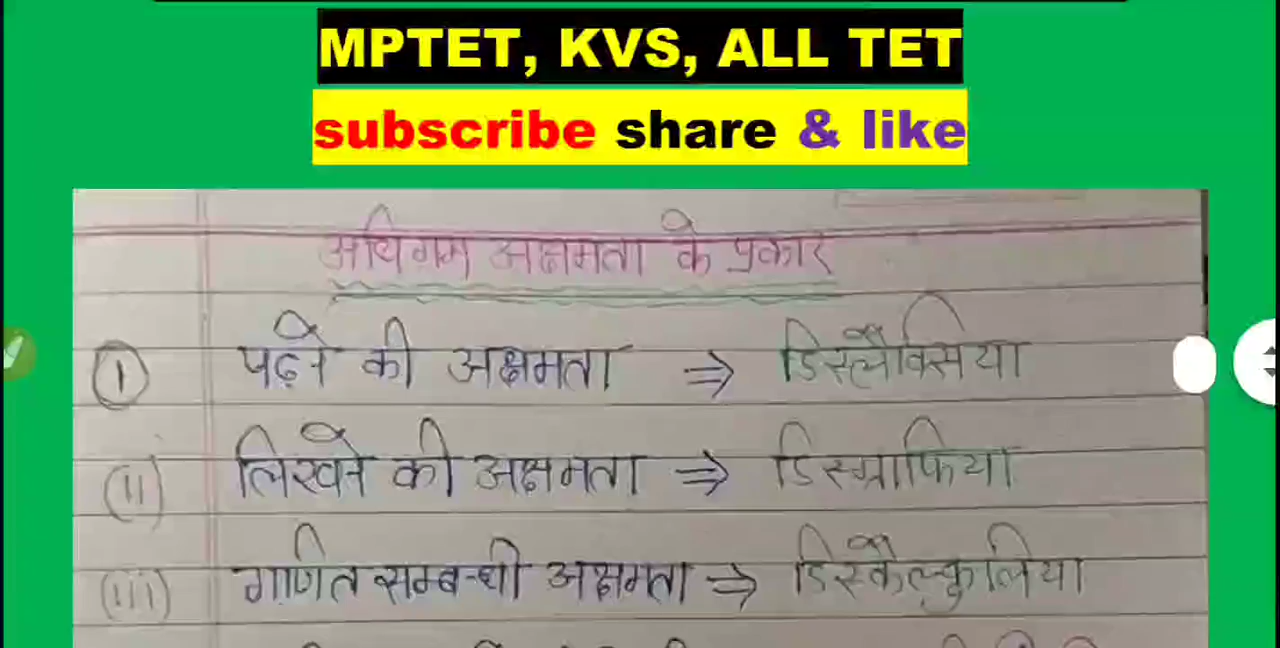 MPTET, KVS, ALL TET
subscribe share & like
अधिगम अक्षमता के प्रकार
(i) पढ़ने की अक्षमता ⇒ डिस्लैक्सिया
(ii) लिखने की अक्षमता ⇒ डिसग्राफिया
(iii) गणित सम्बन्धी अक्षमता ⇒ डिस्कैल्कुलिया